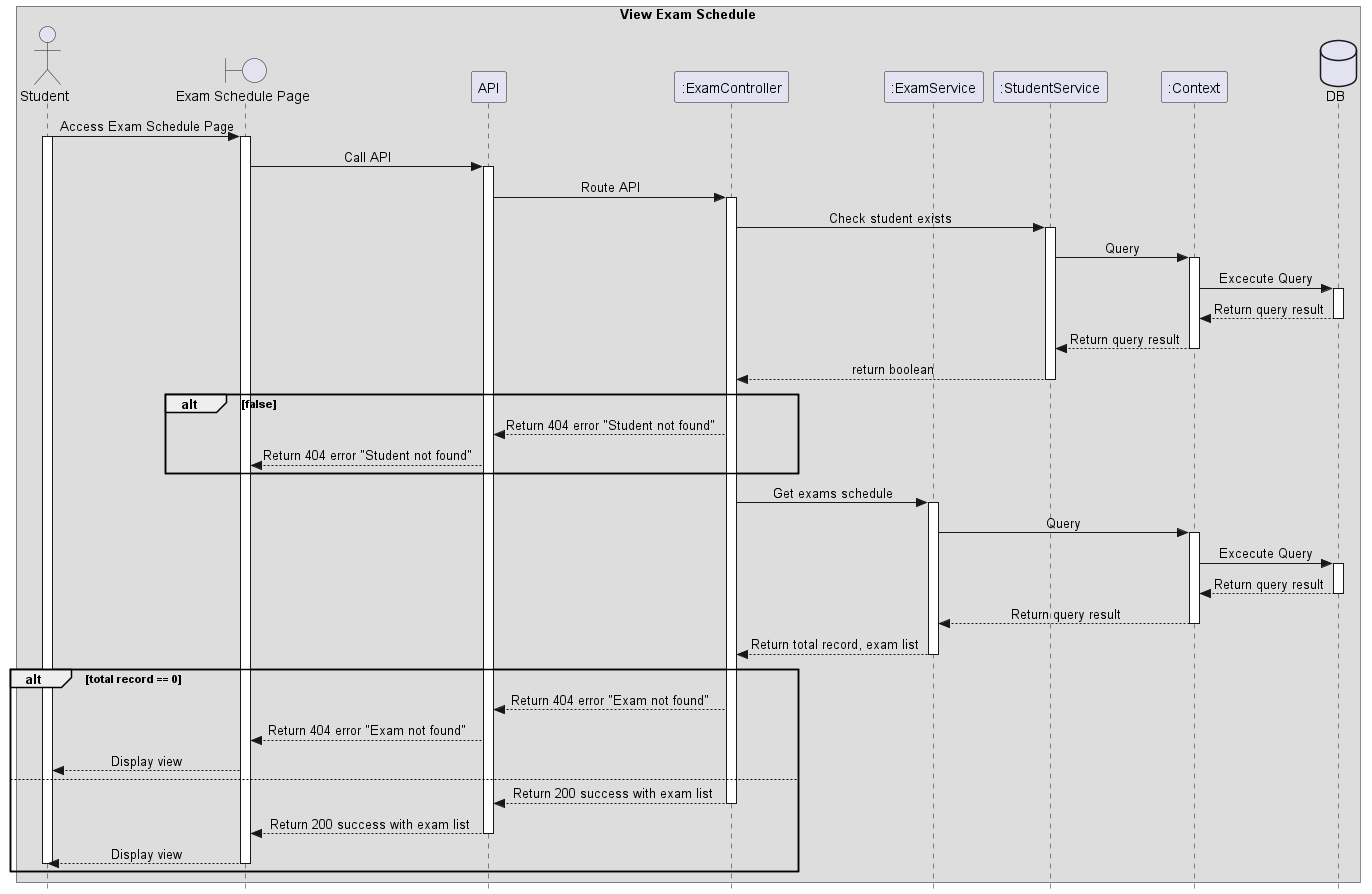 View Exam Schedule
Student
Exam Schedule Page
API
:ExamController
:ExamService
:StudentService
:Context
DB
Access Exam Schedule Page
Call API
Route API
Check student exists
Query
Excecute Query
Return query result
Return query result
return boolean
alt
[false]
Return 404 error "Student not found"
Return 404 error "Student not found"
Get exams schedule
Query
Excecute Query
Return query result
Return query result
Return total record, exam list
alt
[total record == 0]
Return 404 error "Exam not found"
Return 404 error "Exam not found"
Display view
Return 200 success with exam list
Return 200 success with exam list
Display view